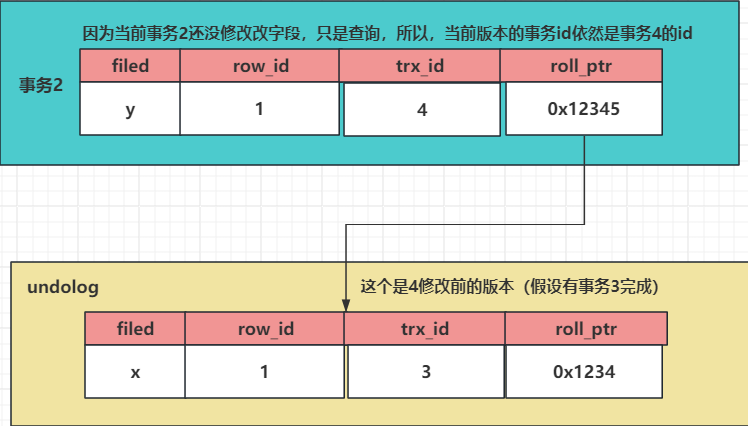 因为当前事务2还没修改改字段，只是查询，所以，当前版本的事务id依然是事务4的id
事务2
filed row_id trx_id roll_ptr
y 1 4 0x12345
undolog
这个是4修改前的版本（假设有事务3完成）
filed row_id trx_id roll_ptr
x 1 3 0x1234